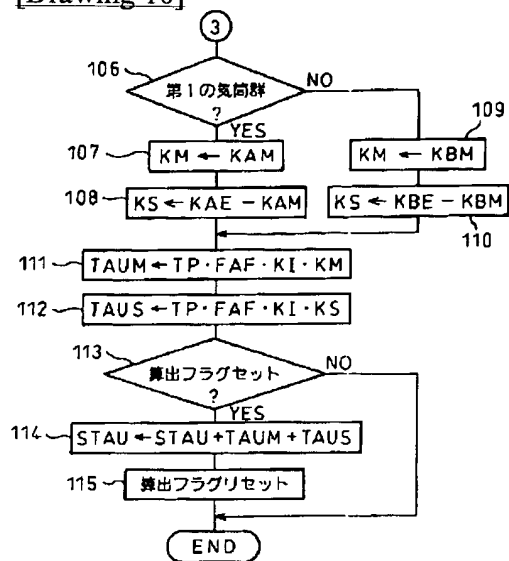 [Drawing 10]
3
106
第1の気筒群
?
NO
YES
107
KM ← KAM
109
KM ← KBM
108
KS ← KAE - KAM
KS ← KBE - KBM
110
111
TAUM ← TP・FAF・KI・KM
112
TAUS ← TP・FAF・KI・KS
113
算出フラグセット
?
NO
YES
114
STAU ← STAU + TAUM + TAUS
115
算出フラグリセット
END